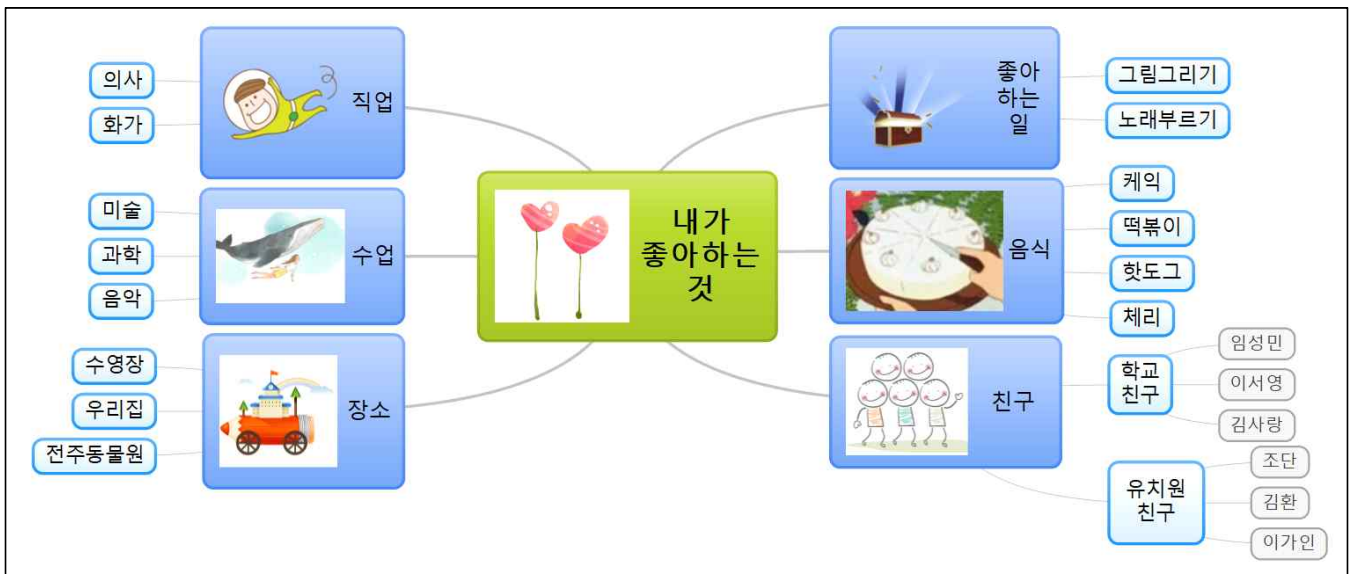 내가
좋아하는
것
직업
의사
화가
수업
미술
과학
음악
장소
수영장
우리집
전주동물원
좋아
하는
일
그림그리기
노래부르기
음식
케익
떡볶이
핫도그
체리
친구
학교
친구
임성민
이서영
김사랑
유치원
친구
조단
김환
이가인